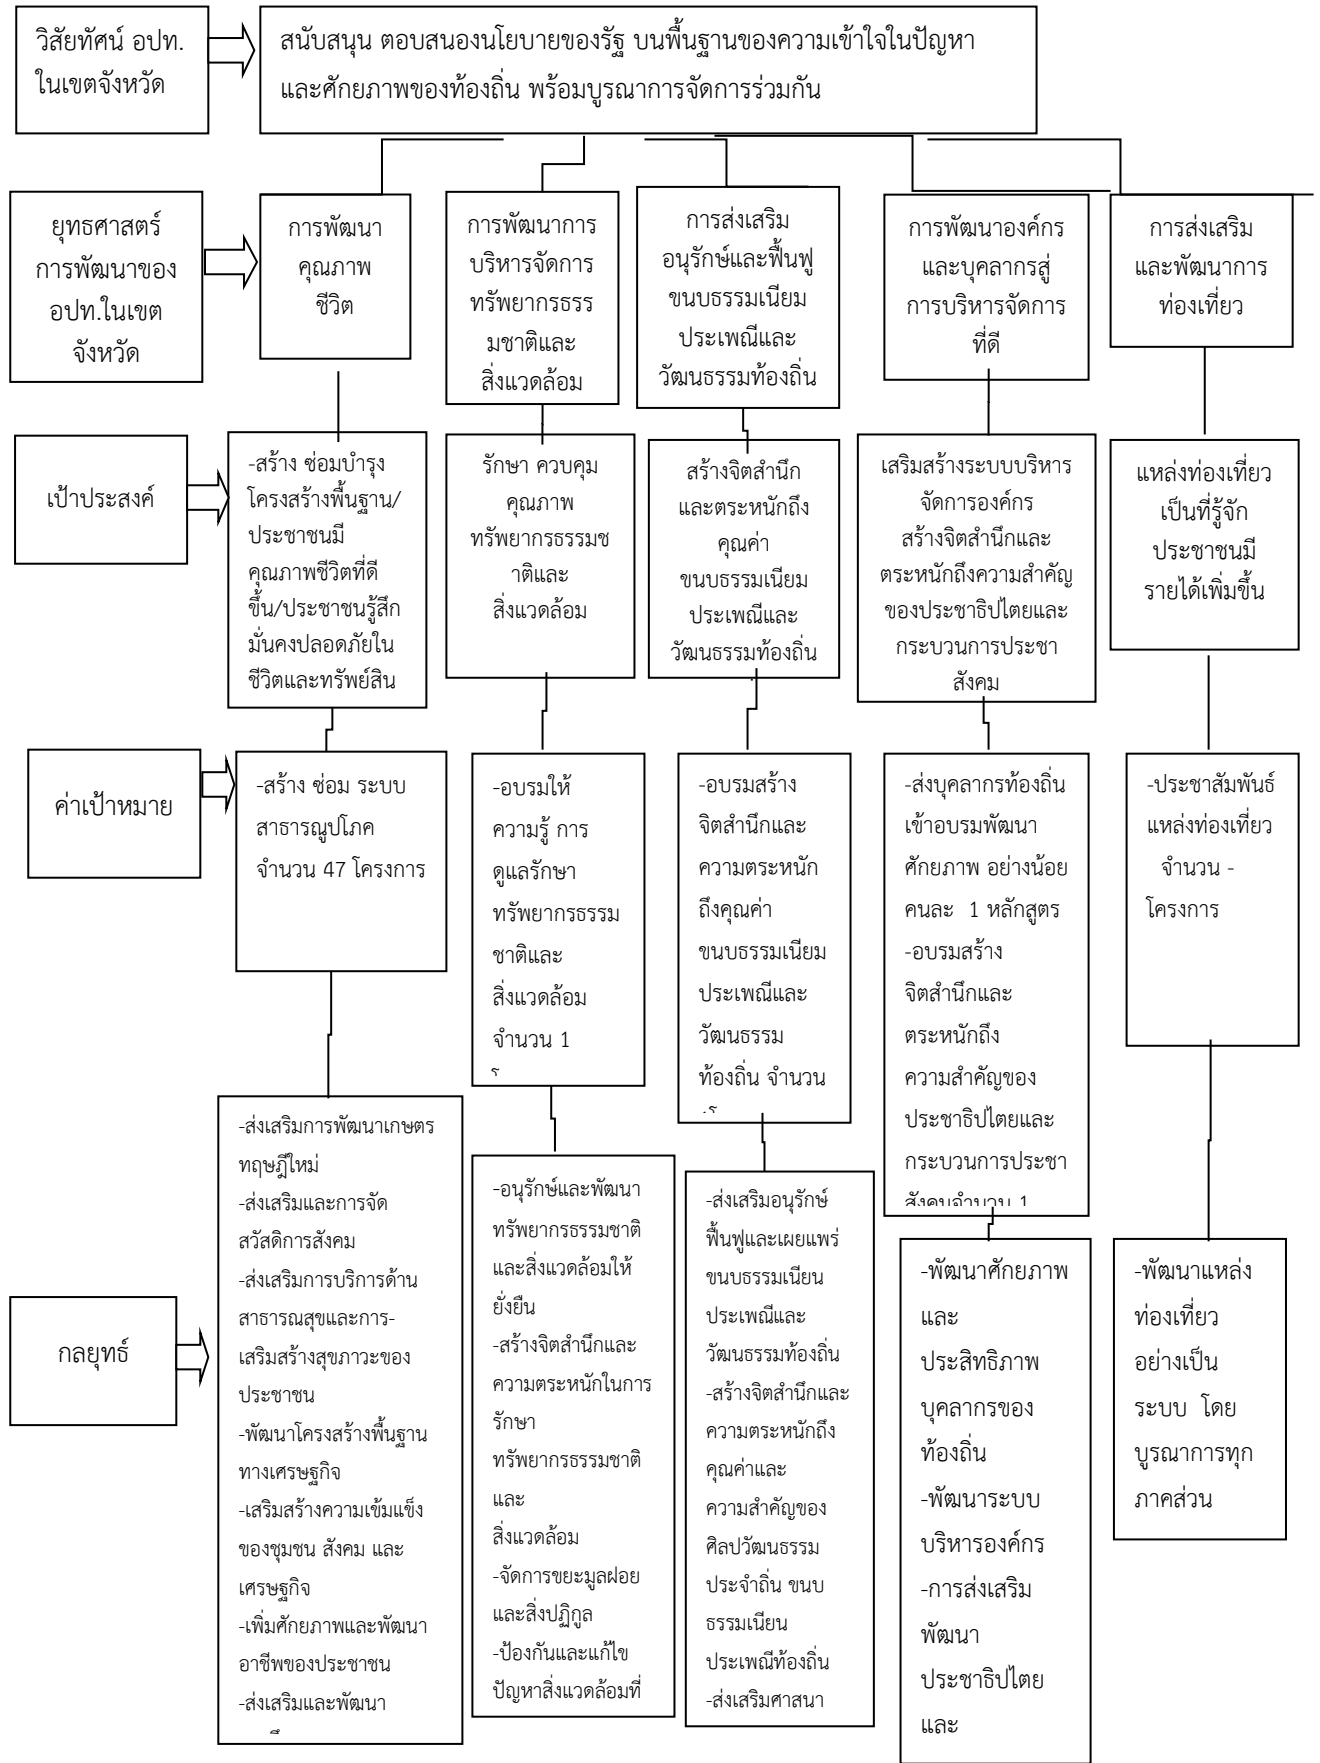 วิสัยทัศน์ อปท.
ในเขตจังหวัด
สนับสนุน ตอบสนองนโยบายของรัฐ บนพื้นฐานของความเข้าใจในปัญหา
และศักยภาพของท้องถิ่น พร้อมบูรณาการจัดการร่วมกัน
ยุทธศาสตร์
การพัฒนาของ
อปท.ในเขต
จังหวัด
การพัฒนา
คุณภาพ
ชีวิต
การพัฒนาการ
บริหารจัดการ
ทรัพยากรธรร
มชาติและ
สิ่งแวดล้อม
การส่งเสริม
อนุรักษ์และฟื้นฟู
ขนบธรรมเนียม
ประเพณีและ
วัฒนธรรมท้องถิ่น
การพัฒนาองค์กร
และบุคลากรสู่
การบริหารจัดการ
ที่ดี
การส่งเสริม
และพัฒนาการ
ท่องเที่ยว
เป้าประสงค์
-สร้าง ซ่อมบำรุง
โครงสร้างพื้นฐาน/
ประชาชนมี
คุณภาพชีวิตที่ดี
ขึ้น/ประชาชนรู้สึก
มั่นคงปลอดภัยใน
ชีวิตและทรัพย์สิน
รักษา ควบคุม
คุณภาพ
ทรัพยากรธรรมช
าติและ
สิ่งแวดล้อม
สร้างจิตสำนึก
และตระหนักถึง
คุณค่า
ขนบธรรมเนียม
ประเพณีและ
วัฒนธรรมท้องถิ่น
เสริมสร้างระบบบริหาร
จัดการองค์กร
สร้างจิตสำนึกและ
ตระหนักถึงความสำคัญ
ของประชาธิปไตยและ
กระบวนการประชา
สังคม
แหล่งท่องเที่ยว
เป็นที่รู้จัก
ประชาชนมี
รายได้เพิ่มขึ้น
ค่าเป้าหมาย
-สร้าง ซ่อม ระบบ
สาธารณูปโภค
จำนวน 47 โครงการ
-อบรมให้
ความรู้ การ
ดูแลรักษา
ทรัพยากรธรรม
ชาติและ
สิ่งแวดล้อม
จำนวน 1
-อบรมสร้าง
จิตสำนึกและ
ความตระหนัก
ถึงคุณค่า
ขนบธรรมเนียม
ประเพณีและ
วัฒนธรรม
ท้องถิ่น จำนวน
-ส่งบุคลากรท้องถิ่น
เข้าอบรมพัฒนา
ศักยภาพ อย่างน้อย
คนละ 1 หลักสูตร
-อบรมสร้าง
จิตสำนึกและ
ตระหนักถึง
ความสำคัญของ
ประชาธิปไตยและ
กระบวนการประชา
สังคมจำนวน 1
-ประชาสัมพันธ์
แหล่งท่องเที่ยว
จำนวน -
โครงการ
กลยุทธ์
-ส่งเสริมการพัฒนาเกษตร
ทฤษฎีใหม่
-ส่งเสริมและการจัด
สวัสดิการสังคม
-ส่งเสริมการบริการด้าน
สาธารณสุขและการ-
เสริมสร้างสุขภาวะของ
ประชาชน
-พัฒนาโครงสร้างพื้นฐาน
ทางเศรษฐกิจ
-เสริมสร้างความเข้มแข็ง
ของชุมชน สังคม และ
เศรษฐกิจ
-เพิ่มศักยภาพและพัฒนา
อาชีพของประชาชน
-ส่งเสริมและพัฒนา
-อนุรักษ์และพัฒนา
ทรัพยากรธรรมชาติ
และสิ่งแวดล้อมให้
ยั่งยืน
-สร้างจิตสำนึกและ
ความตระหนักในการ
รักษา
ทรัพยากรธรรมชาติ
และ
สิ่งแวดล้อม
-จัดการขยะมูลฝอย
และสิ่งปฏิกูล
-ป้องกันและแก้ไข
ปัญหาสิ่งแวดล้อมที่
-ส่งเสริมอนุรักษ์
ฟื้นฟูและเผยแพร่
ขนบธรรมเนียน
ประเพณีและ
วัฒนธรรมท้องถิ่น
-สร้างจิตสำนึกและ
ความตระหนักถึง
คุณค่าและ
ความสำคัญของ
ศิลปวัฒนธรรม
ประจำถิ่น ขนบ
ธรรมเนียน
ประเพณีท้องถิ่น
-ส่งเสริมศาสนา
-พัฒนาศักยภาพ
และ
ประสิทธิภาพ
บุคลากรของ
ท้องถิ่น
-พัฒนาระบบ
บริหารองค์กร
-การส่งเสริม
พัฒนา
ประชาธิปไตย
และ
-พัฒนาแหล่ง
ท่องเที่ยว
อย่างเป็น
ระบบ โดย
บูรณาการทุก
ภาคส่วน